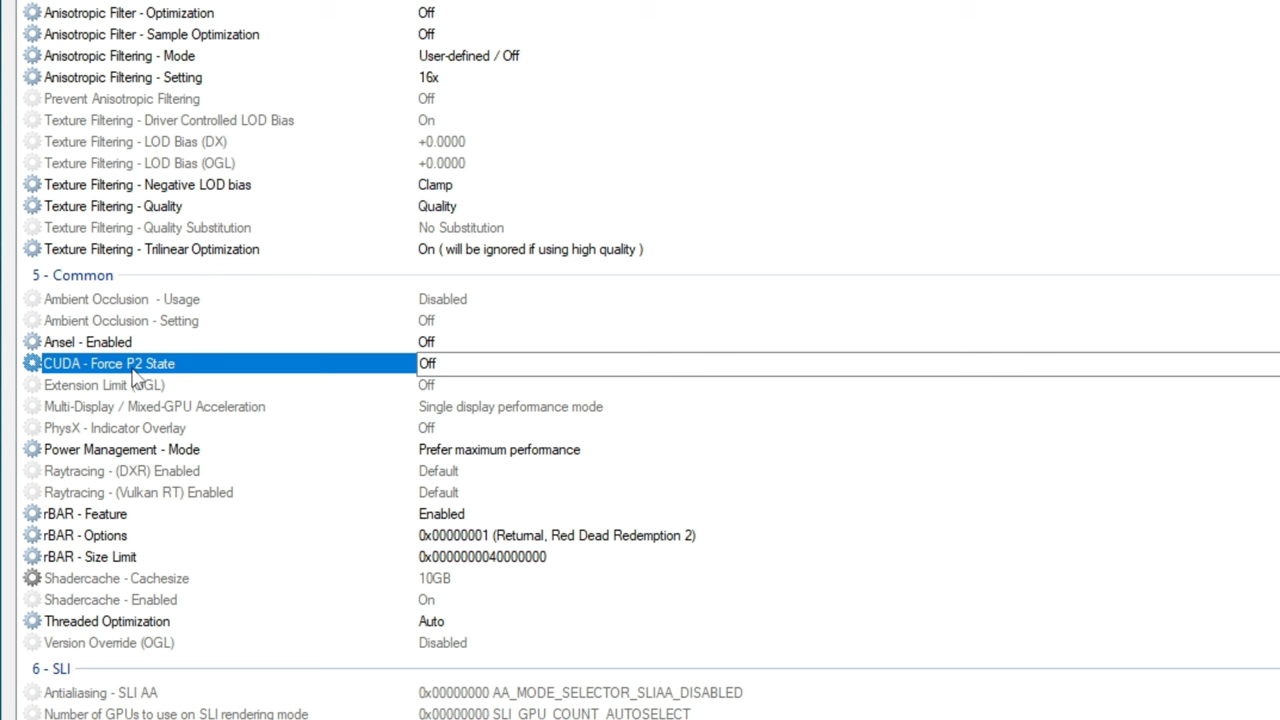 Anisotropic Filter - Optimization Off
Anisotropic Filter - Sample Optimization Off
Anisotropic Filtering - Mode User-defined / Off
Anisotropic Filtering - Setting 16x
Prevent Anisotropic Filtering Off
Texture Filtering - Driver Controlled LOD Bias On
Texture Filtering - LOD Bias (DX) +0.0000
Texture Filtering - LOD Bias (OGL) +0.0000
Texture Filtering - Negative LOD bias Clamp
Texture Filtering - Quality Quality
Texture Filtering - Quality Substitution No Substitution
Texture Filtering - Trilinear Optimization On ( will be ignored if using high quality )
5 - Common
Ambient Occlusion - Usage Disabled
Ambient Occlusion - Setting Off
Ansel - Enabled Off
CUDA - Force P2 State Off
Extension Limit (OGL) Off
Multi-Display / Mixed-GPU Acceleration Single display performance mode
PhysX - Indicator Overlay Off
Power Management - Mode Prefer maximum performance
Raytracing - (DXR) Enabled Default
Raytracing - (Vulkan RT) Enabled Default
rBAR - Feature Enabled
rBAR - Options 0x00000001 (Returnal, Red Dead Redemption 2)
rBAR - Size Limit 0x0000000040000000
Shadercache - Cachesize 10GB
Shadercache - Enabled On
Threaded Optimization Auto
Version Override (OGL) Disabled
6 - SLI
Antialiasing - SLI AA 0x00000000 AA_MODE_SELECTOR_SLIAA_DISABLED
Number of GPUs to use on SLI rendering mode 0x00000000 SLI_GPU_COUNT_AUTOSELECT